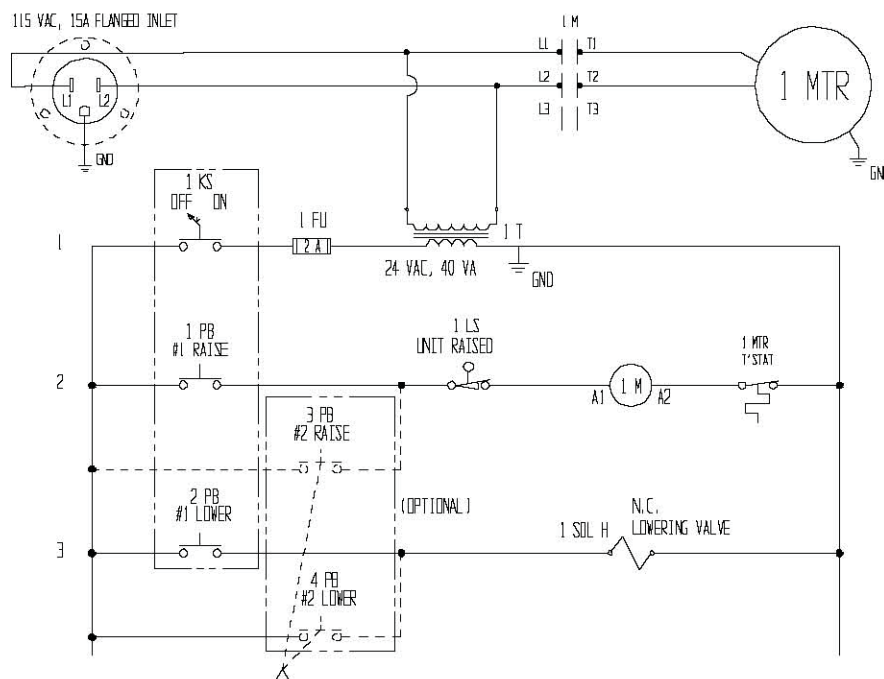 115 VAC, 15A FLANGED INLET
1 M
L1 T1
L2 T2
L3 T3
1 MTR
L1 L2
GND
GN
1 KS
OFF ON
1 FU
2 A
1 T
24 VAC, 40 VA
GND
1
1 PB
#1 RAISE
1 LS
UNIT RAISED
1 MTR
T'STAT
2
A1 1 M A2
3 PB
#2 RAISE
2 PB
#1 LOWER
(OPTIONAL)
N.C.
1 SOL H LOWERING VALVE
3
4 PB
#2 LOWER